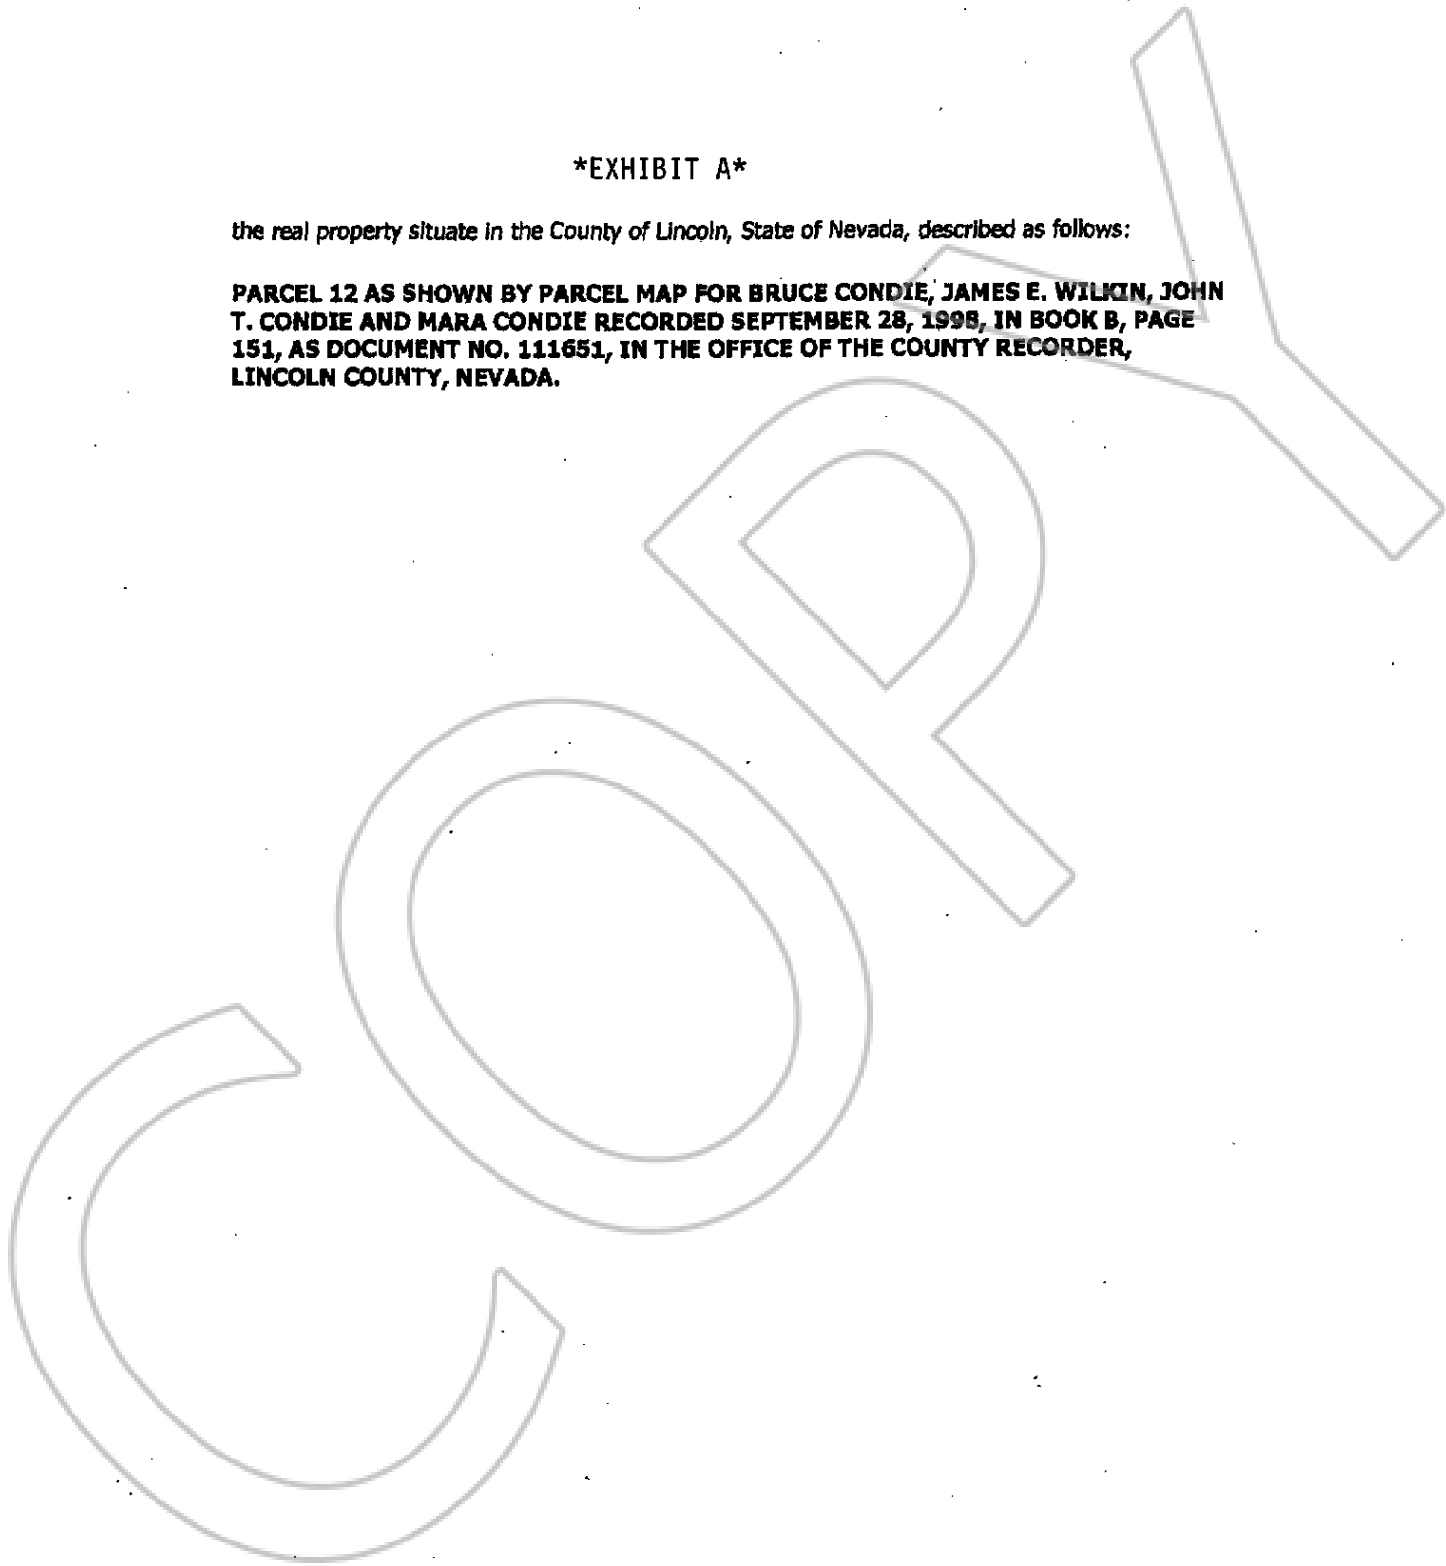 *EXHIBIT A*
the real property situate in the County of Lincoln, State of Nevada, described as follows:
PARCEL 12 AS SHOWN BY PARCEL MAP FOR BRUCE CONDIE, JAMES E. WILKIN, JOHN
T. CONDIE AND MARA CONDIE RECORDED SEPTEMBER 28, 1998, IN BOOK B, PAGE
151, AS DOCUMENT NO. 111651, IN THE OFFICE OF THE COUNTY RECORDER,
LINCOLN COUNTY, NEVADA.
COPY